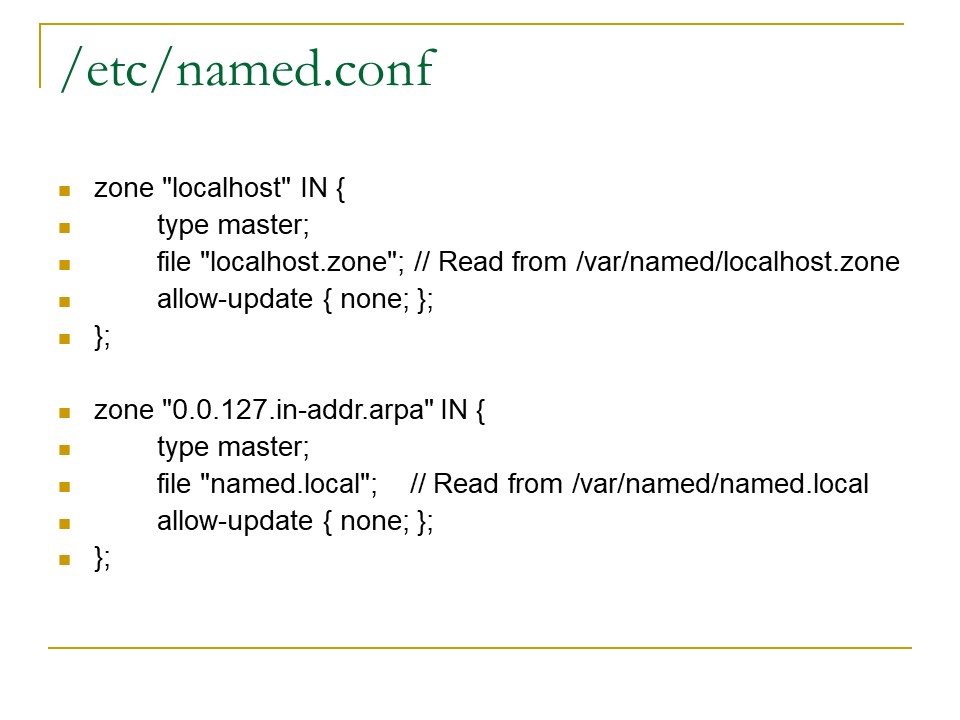 /etc/named.conf
zone "localhost" IN {
type master;
file "localhost.zone"; // Read from /var/named/localhost.zone
allow-update { none; };
};
zone "0.0.127.in-addr.arpa" IN {
type master;
file "named.local"; // Read from /var/named/named.local
allow-update { none; };
};